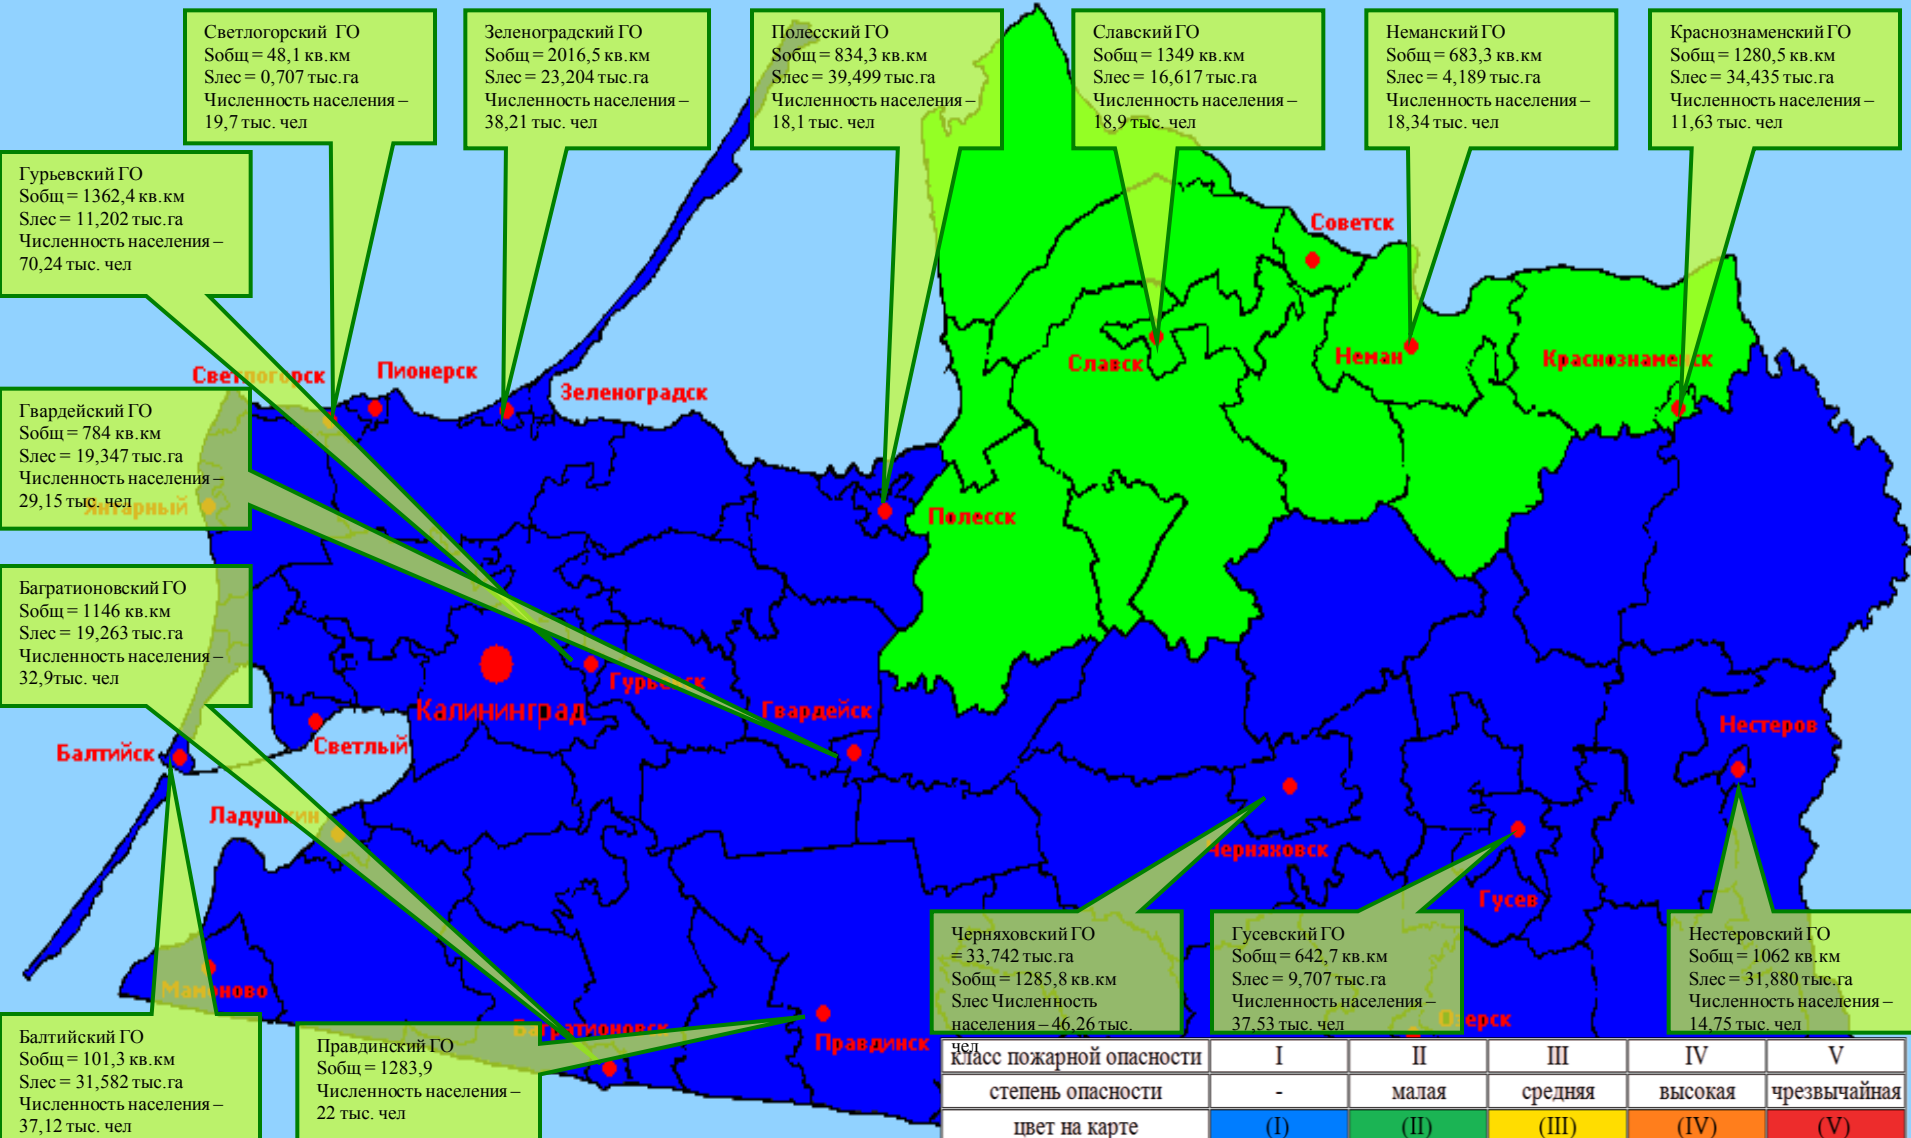 Светлогорский ГО
Sобщ = 48,1 кв.км
Sлес = 0,707 тыс.га
Численность населения –
19,7 тыс. чел
Зеленоградский ГО
Sобщ = 2016,5 кв.км
Sлес = 23,204 тыс.га
Численность населения –
38,21 тыс. чел
Полесский ГО
Sобщ = 834,3 кв.км
Sлес = 39,499 тыс.га
Численность населения –
18,1 тыс. чел
Славский ГО
Sобщ = 1349 кв.км
Sлес = 16,617 тыс.га
Численность населения –
18,9 тыс. чел
Неманский ГО
Sобщ = 683,3 кв.км
Sлес = 4,189 тыс.га
Численность населения –
18,34 тыс. чел
Краснознаменский ГО
Sобщ = 1280,5 кв.км
Sлес = 34,435 тыс.га
Численность населения –
11,63 тыс. чел
Гурьевский ГО
Sобщ = 1362,4 кв.км
Sлес = 11,202 тыс.га
Численность населения –
70,24 тыс. чел
Советск
Славск
Неман
Краснознаменск
Светлогорск
Пионерск
Зеленоградск
Гвардейский ГО
Sобщ = 784 кв.км
Sлес = 19,347 тыс.га
Численность населения –
29,15 тыс. чел
Янтарный
Полесск
Багратионовский ГО
Sобщ = 1146 кв.км
Sлес = 19,263 тыс.га
Численность населения –
32,9тыс. чел
Гурьевск
Калининград
Гвардейск
Нестеров
Балтийск
Светлый
Ладушкин
Черняховск
Гусев
Мамоново
Багратионовск
Правдинск
Озерск
Черняховский ГО
= 33,742 тыс.га
Sобщ = 1285,8 кв.км
Sлес Численность
населения – 46,26 тыс.
чел
Гусевский ГО
Sобщ = 642,7 кв.км
Sлес = 9,707 тыс.га
Численность населения –
37,53 тыс. чел
Нестеровский ГО
Sобщ = 1062 кв.км
Sлес = 31,880 тыс.га
Численность населения –
14,75 тыс. чел
Балтийский ГО
Sобщ = 101,3 кв.км
Sлес = 31,582 тыс.га
Численность населения –
37,12 тыс. чел
Правдинский ГО
Sобщ = 1283,9
Численность населения –
22 тыс. чел
класс пожарной опасности I II III IV V
степень опасности - малая средняя высокая чрезвычайная
цвет на карте (I) (II) (III) (IV) (V)